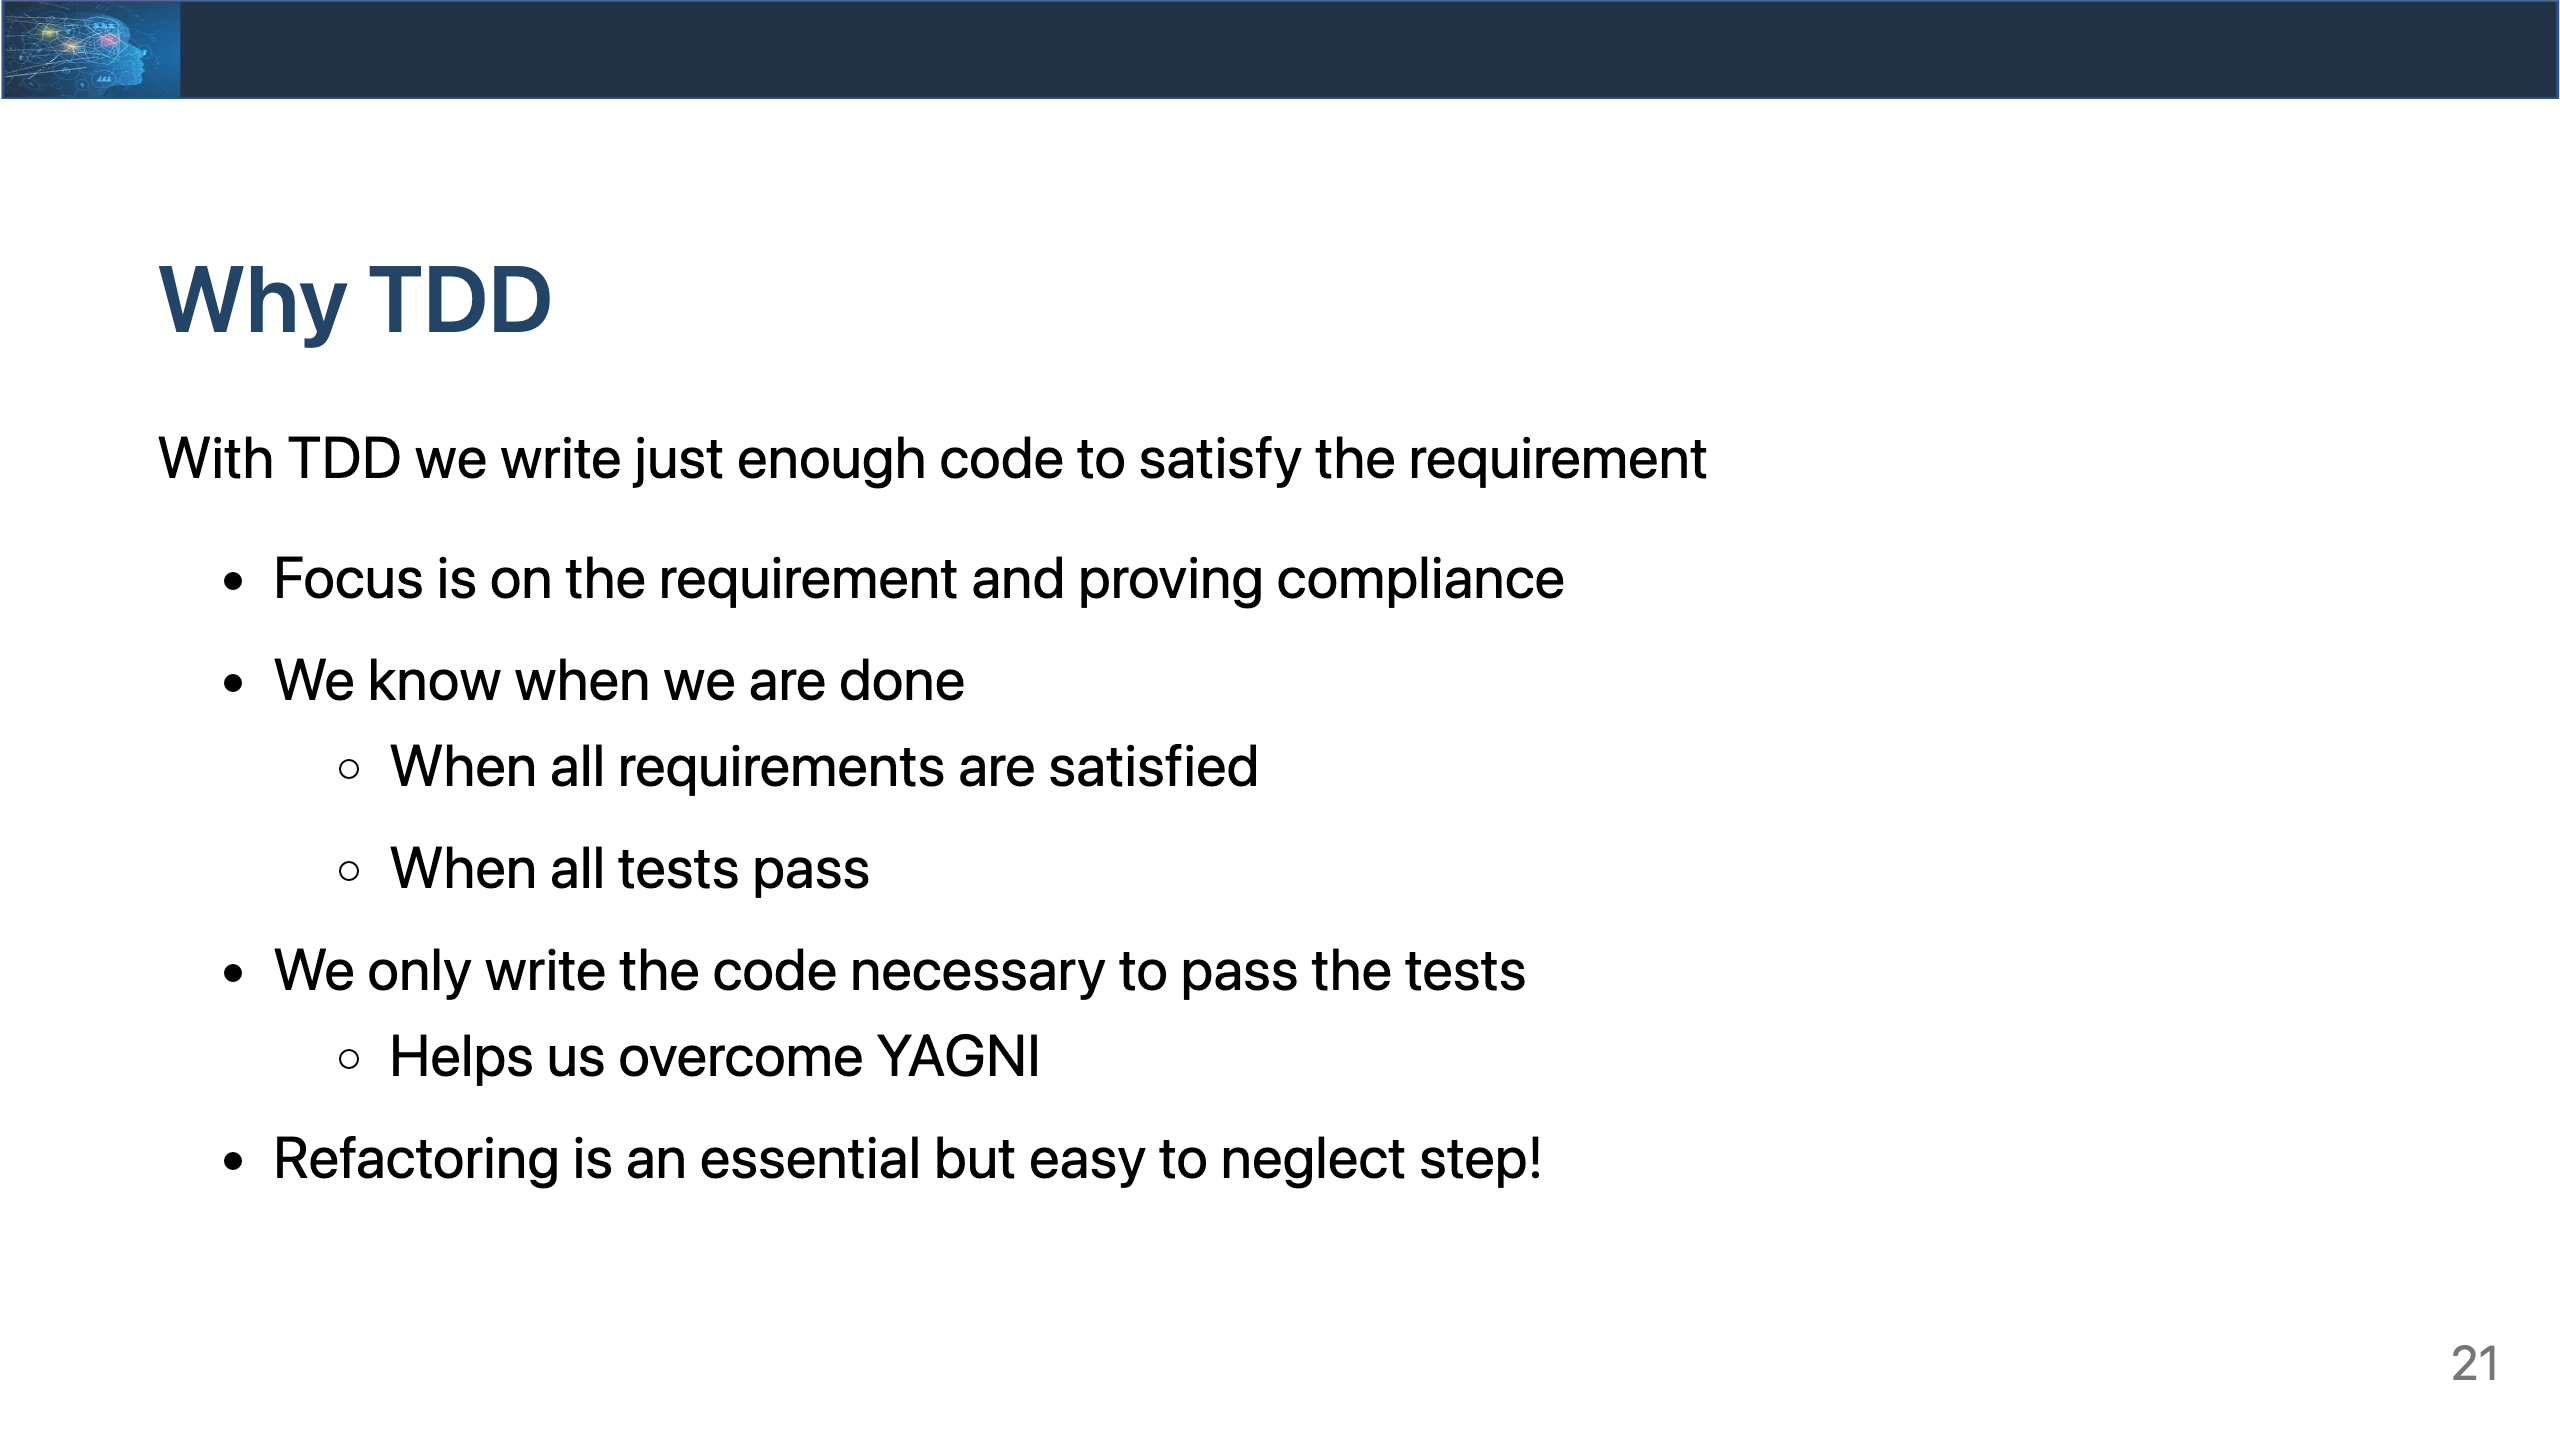 Why TDD
With TDD we write just enough code to satisfy the requirement
• Focus is on the requirement and proving compliance
• We know when we are done
◦ When all requirements are satisfied
◦ When all tests pass
• We only write the code necessary to pass the tests
◦ Helps us overcome YAGNI
• Refactoring is an essential but easy to neglect step!
21